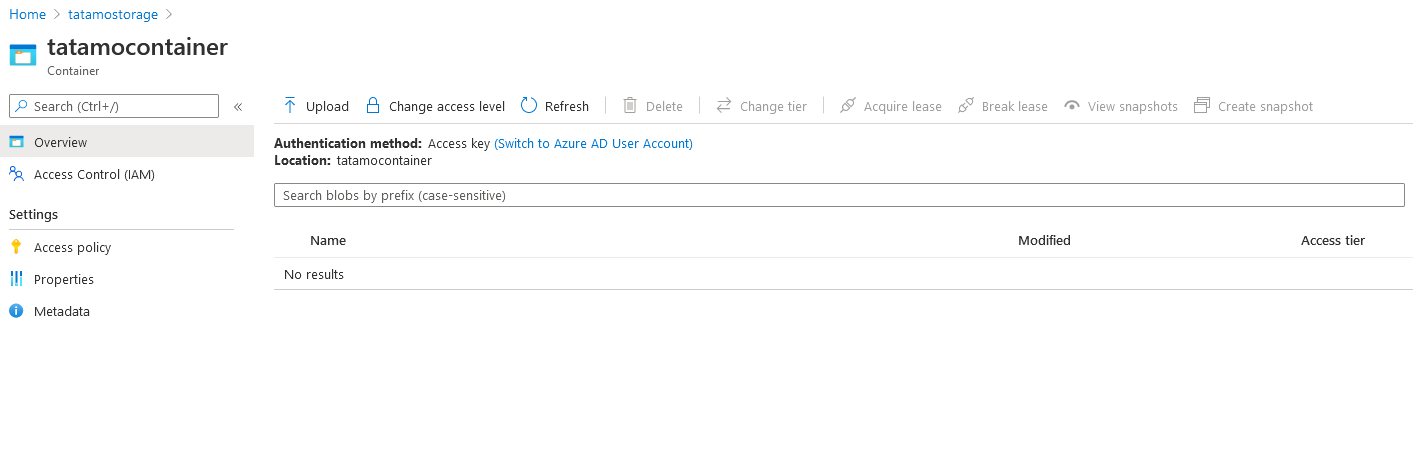 Home > tatamostorage >
tatamocontainer
Container
Search (Ctrl+/)
«
Overview
Access Control (IAM)
Settings
Access policy
Properties
Metadata
Upload Change access level Refresh Delete Change tier Acquire lease Break lease View snapshots Create snapshot
Authentication method: Access key (Switch to Azure AD User Account)
Location: tatamocontainer
Search blobs by prefix (case-sensitive)
Name Modified Access tier
No results